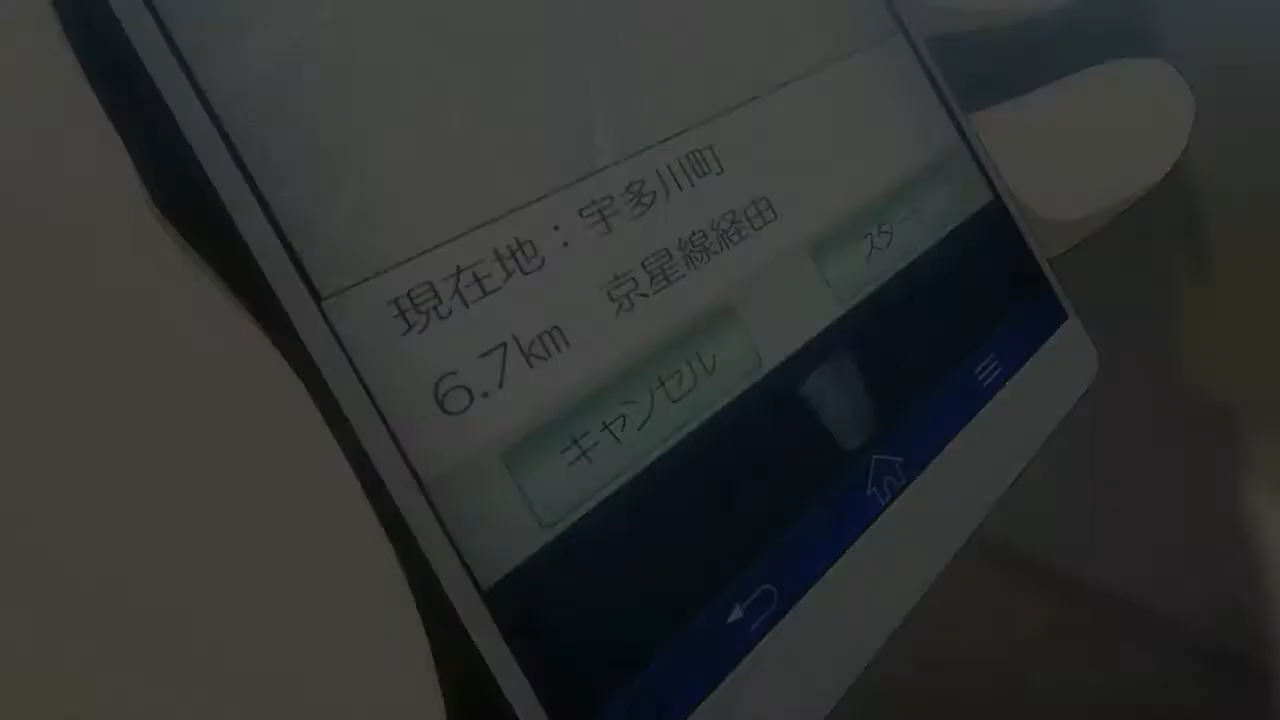 現在地：宇多川町
6.7km 京星線経由
キャンセル
スター